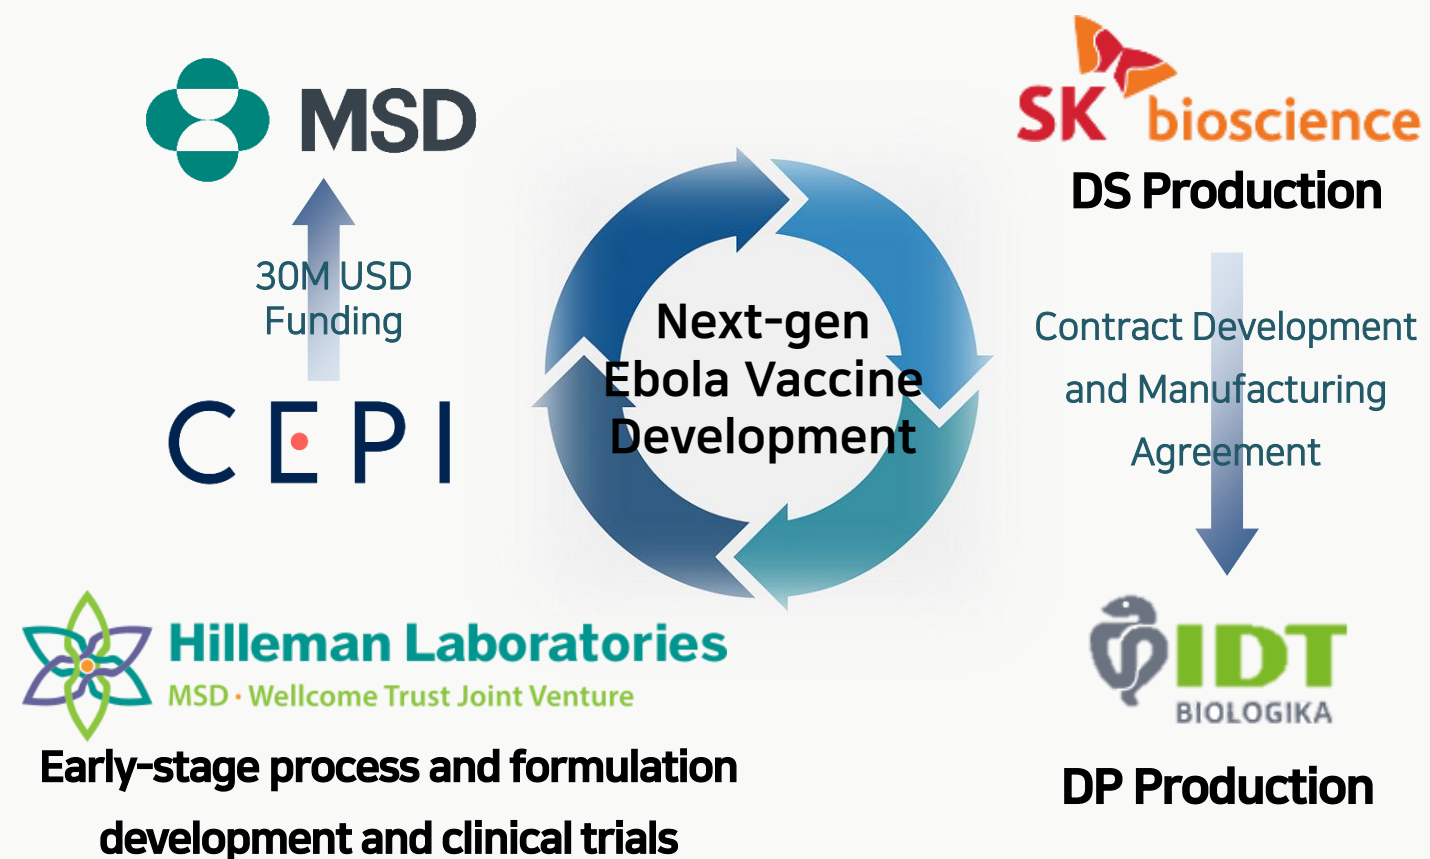 MSD
30M USD
Funding
CEPI
Hilleman Laboratories
MSD · Wellcome Trust Joint Venture
Early-stage process and formulation
development and clinical trials
Next-gen
Ebola Vaccine
Development
SK bioscience
DS Production
Contract Development
and Manufacturing
Agreement
IDT
BIOLOGIKA
DP Production